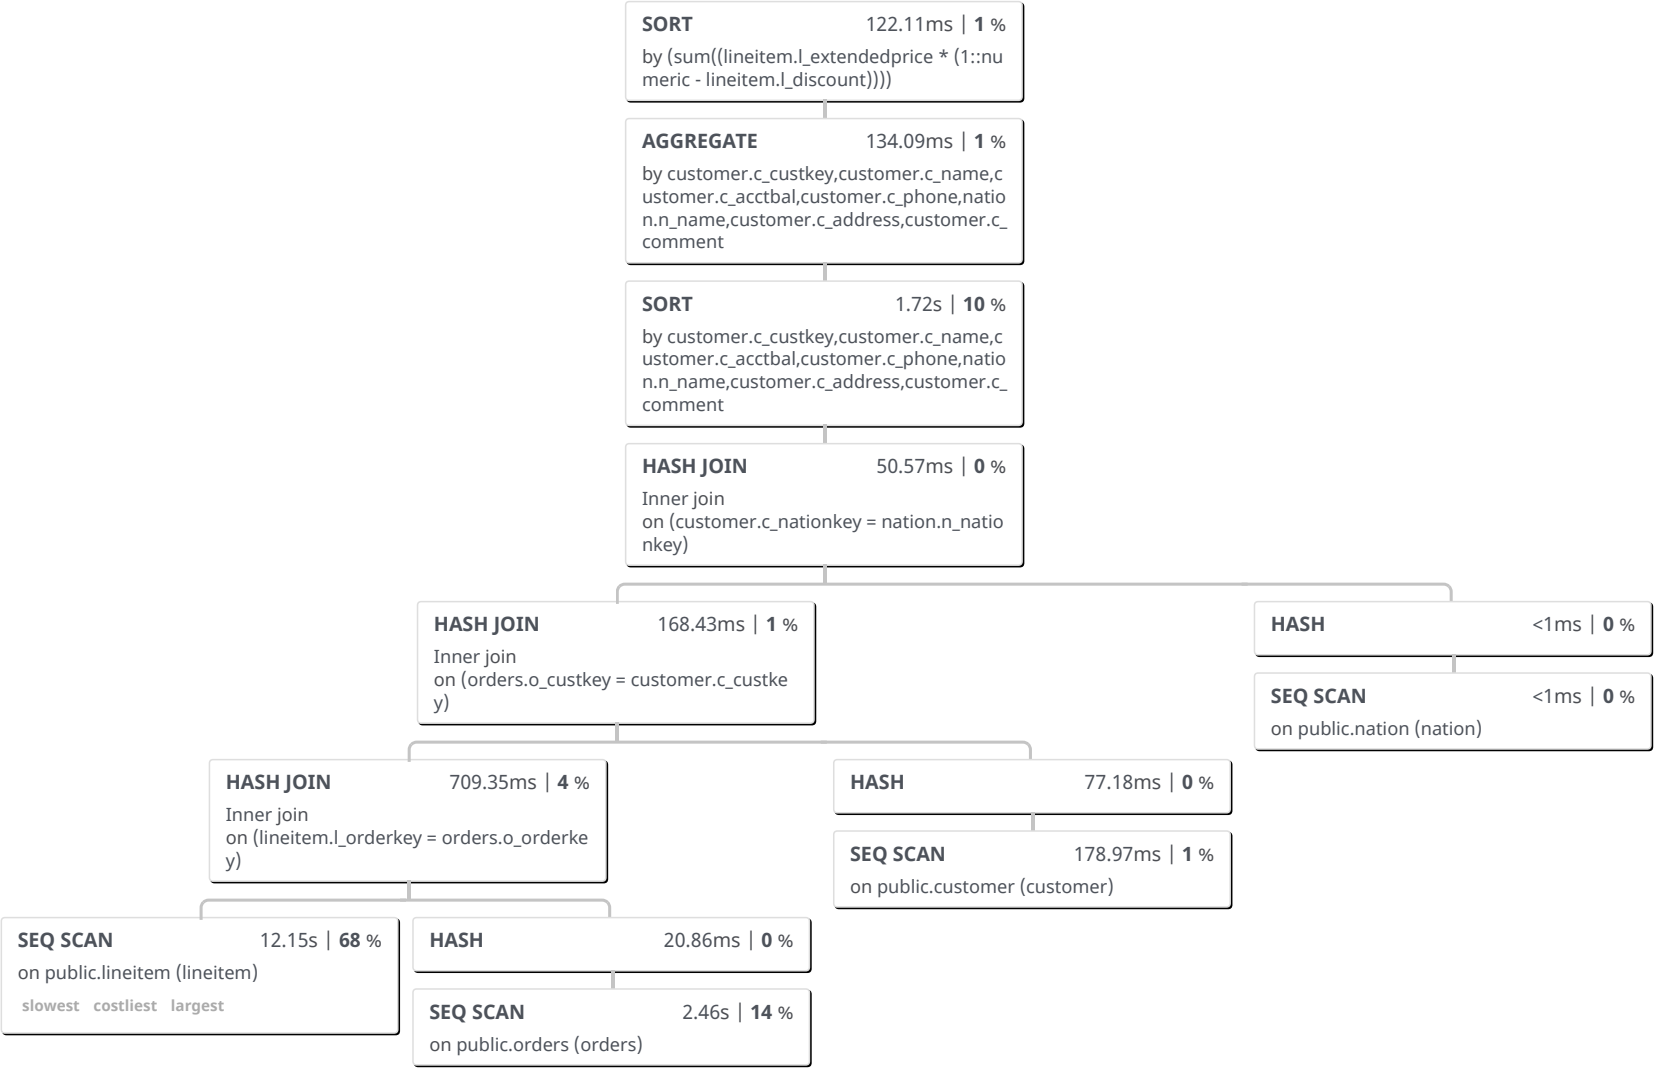 SORT 122.11ms | 1 %
by (sum((lineitem.l_extendedprice * (1::nu
meric - lineitem.l_discount))))
AGGREGATE 134.09ms | 1 %
by customer.c_custkey,customer.c_name,c
ustomer.c_acctbal,customer.c_phone,natio
n.n_name,customer.c_address,customer.c_
comment
SORT 1.72s | 10 %
by customer.c_custkey,customer.c_name,c
ustomer.c_acctbal,customer.c_phone,natio
n.n_name,customer.c_address,customer.c_
comment
HASH JOIN 50.57ms | 0 %
Inner join
on (customer.c_nationkey = nation.n_natio
nkey)
HASH JOIN 168.43ms | 1 %
Inner join
on (orders.o_custkey = customer.c_custke
y)
HASH <1ms | 0 %
SEQ SCAN <1ms | 0 %
on public.nation (nation)
HASH JOIN 709.35ms | 4 %
Inner join
on (lineitem.l_orderkey = orders.o_orderke
y)
HASH 77.18ms | 0 %
SEQ SCAN 178.97ms | 1 %
on public.customer (customer)
SEQ SCAN 12.15s | 68 %
on public.lineitem (lineitem)
slowest costliest largest
HASH 20.86ms | 0 %
SEQ SCAN 2.46s | 14 %
on public.orders (orders)